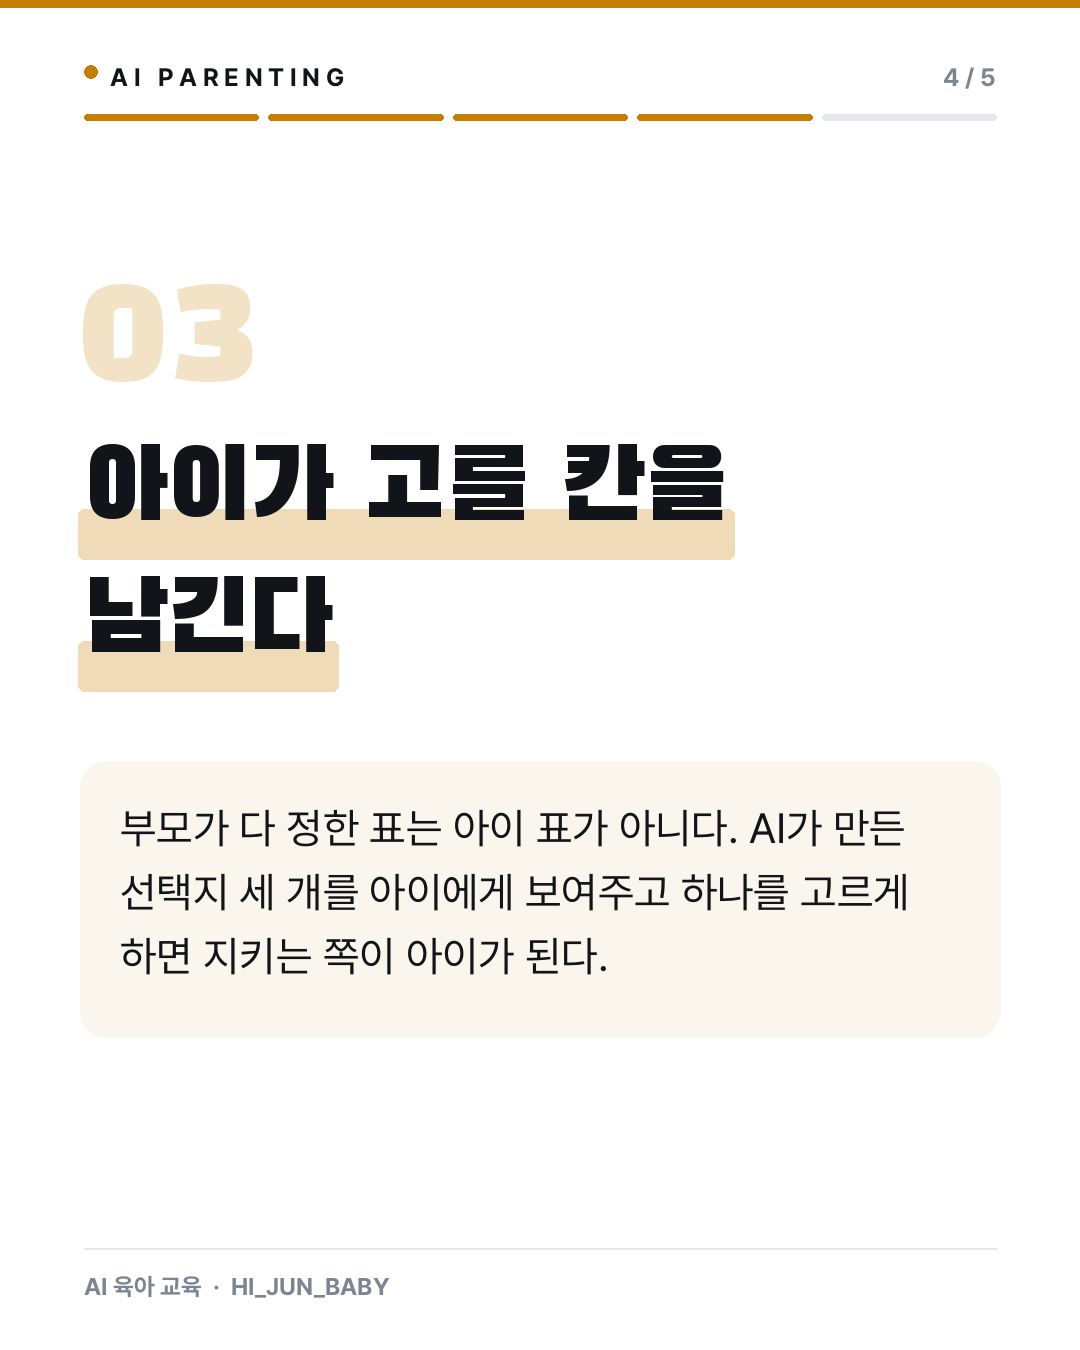 AI PARENTING
4 / 5
03
아이가 고를 칸을
남긴다
부모가 다 정한 표는 아이 표가 아니다. AI가 만든
선택지 세 개를 아이에게 보여주고 하나를 고르게
하면 지키는 쪽이 아이가 된다.
AI 육아 교육 · HI_JUN_BABY